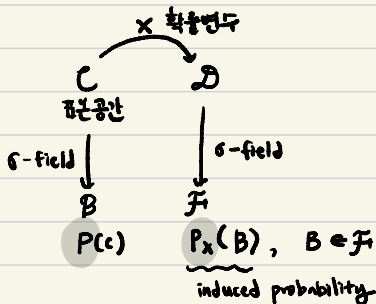 X 확률변수
C D
표본공간
σ-field σ-field
B F
P(c) Pₓ(B), B ∈ F
induced probability